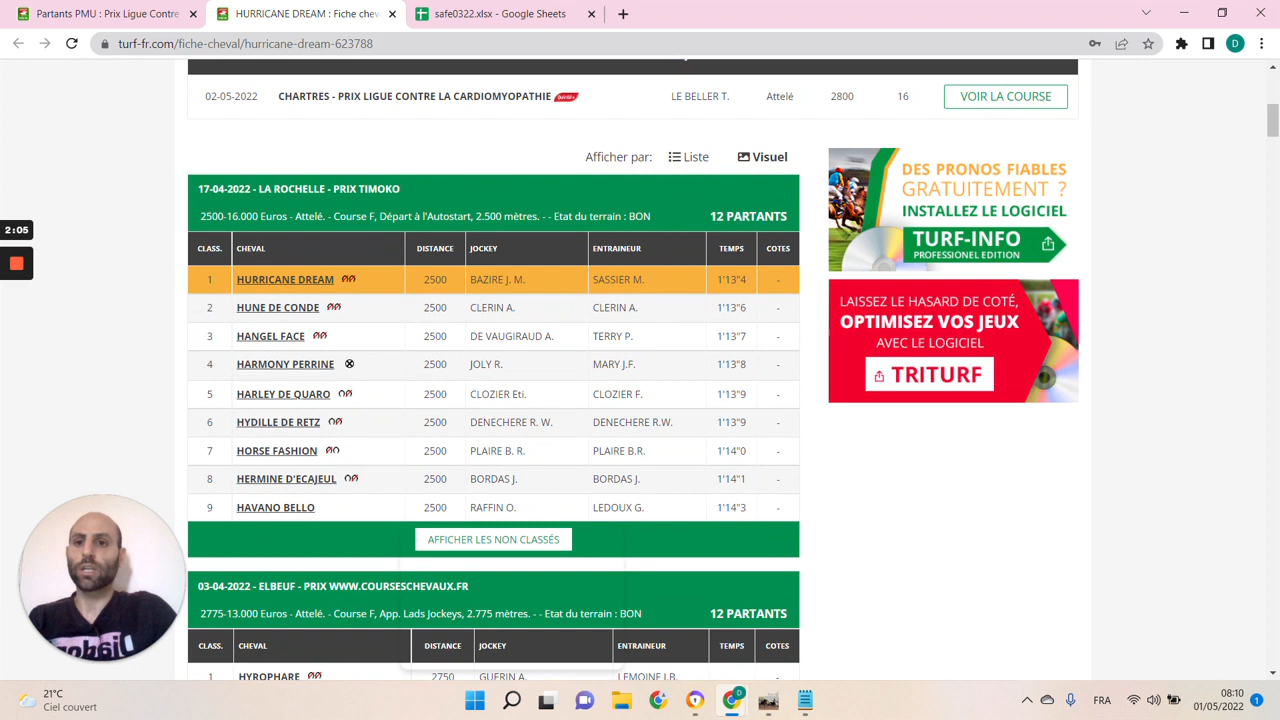 Partants PMU : Prix Ligue Contre
HURRICANE DREAM : Fiche chev
safe0322.xlsx - Google Sheets
turf-fr.com/fiche-cheval/hurricane-dream-623788
D
02-05-2022 CHARTRES - PRIX LIGUE CONTRE LA CARDIOMYOPATHIE LE BELLER T. Attelé 2800 16 VOIR LA COURSE
Afficher par: Liste Visuel
17-04-2022 - LA ROCHELLE - PRIX TIMOKO
2500-16.000 Euros - Attelé. - Course F, Départ à l'Autostart, 2.500 mètres. - - Etat du terrain : BON 12 PARTANTS
CLASS. CHEVAL DISTANCE JOCKEY ENTRAINEUR TEMPS COTES
1 HURRICANE DREAM 2500 BAZIRE J. M. SASSIER M. 1'13"4 -
2 HUNE DE CONDE 2500 CLERIN A. CLERIN A. 1'13"6 -
3 HANGEL FACE 2500 DE VAUGIRAUD A. TERRY P. 1'13"7 -
4 HARMONY PERRINE 2500 JOLY R. MARY J.F. 1'13"8 -
5 HARLEY DE QUARO 2500 CLOZIER Eti. CLOZIER F. 1'13"9 -
6 HYDILLE DE RETZ 2500 DENECHERE R. W. DENECHERE R.W. 1'13"9 -
7 HORSE FASHION 2500 PLAIRE B. R. PLAIRE B.R. 1'14"0 -
8 HERMINE D'ECAJEUL 2500 BORDAS J. BORDAS J. 1'14"1 -
9 HAVANO BELLO 2500 RAFFIN O. LEDOUX G. 1'14"3 -
AFFICHER LES NON CLASSÉS
03-04-2022 - ELBEUF - PRIX WWW.COURSESCHEVAUX.FR
2775-13.000 Euros - Attelé. - Course F, App. Lads Jockeys, 2.775 mètres. - - Etat du terrain : BON 12 PARTANTS
CLASS. CHEVAL DISTANCE JOCKEY ENTRAINEUR TEMPS COTES
1 HYROPHARE 2750 GUERIN A. LEMOINE J.B.
DES PRONOS FIABLES
GRATUITEMENT ?
INSTALLEZ LE LOGICIEL
TURF-INFO
PROFESSIONEL EDITION
LAISSEZ LE HASARD DE COTÉ,
OPTIMISEZ VOS JEUX
AVEC LE LOGICIEL
TRITURF
2:05
21°C
Ciel couvert
D
FRA
08:10
01/05/2022
1